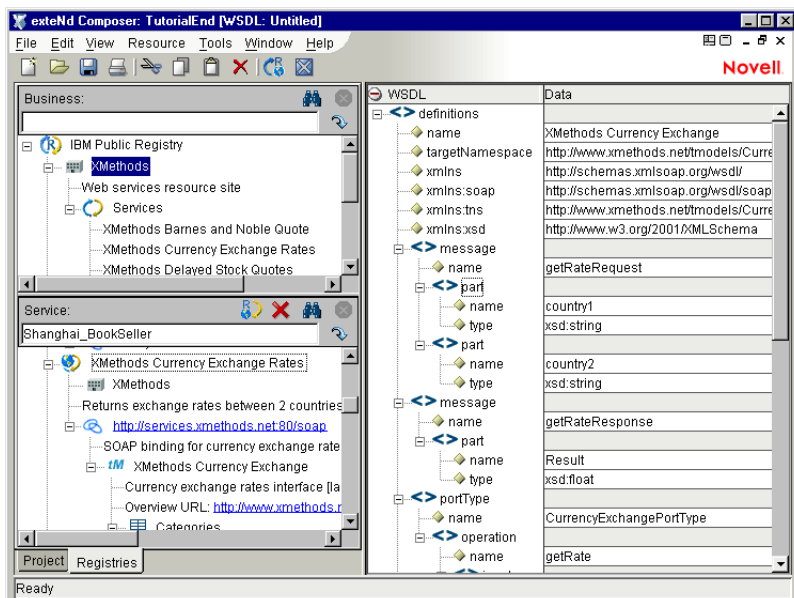 exteNd Composer: TutorialEnd [WSDL: Untitled]
File Edit View Resource Tools Window Help
Novell
Business:
IBM Public Registry
XMethods
Web services resource site
Services
XMethods Barnes and Noble Quote
XMethods Currency Exchange Rates
XMethods Delayed Stock Quotes
Service:
Shanghai_BookSeller
XMethods Currency Exchange Rates
XMethods
Returns exchange rates between 2 countries
http://services.xmethods.net:80/soap
SOAP binding for currency exchange rate
tM XMethods Currency Exchange
Currency exchange rates interface [la
Overview URL: http://www.xmethods.r
Categories
Project Registries
Ready
WSDL Data
definitions
name XMethods Currency Exchange
targetNamespace http://www.xmethods.net/tmodels/Curre
xmlns http://schemas.xmlsoap.org/wsdl/
xmlns:soap http://schemas.xmlsoap.org/wsdl/soap
xmlns:tns http://www.xmethods.net/tmodels/Curre
xmlns:xsd http://www.w3.org/2001/XMLSchema
message
name getRateRequest
part
name country1
type xsd:string
part
name country2
type xsd:string
message
name getRateResponse
part
name Result
type xsd:float
portType
name CurrencyExchangePortType
operation
name getRate